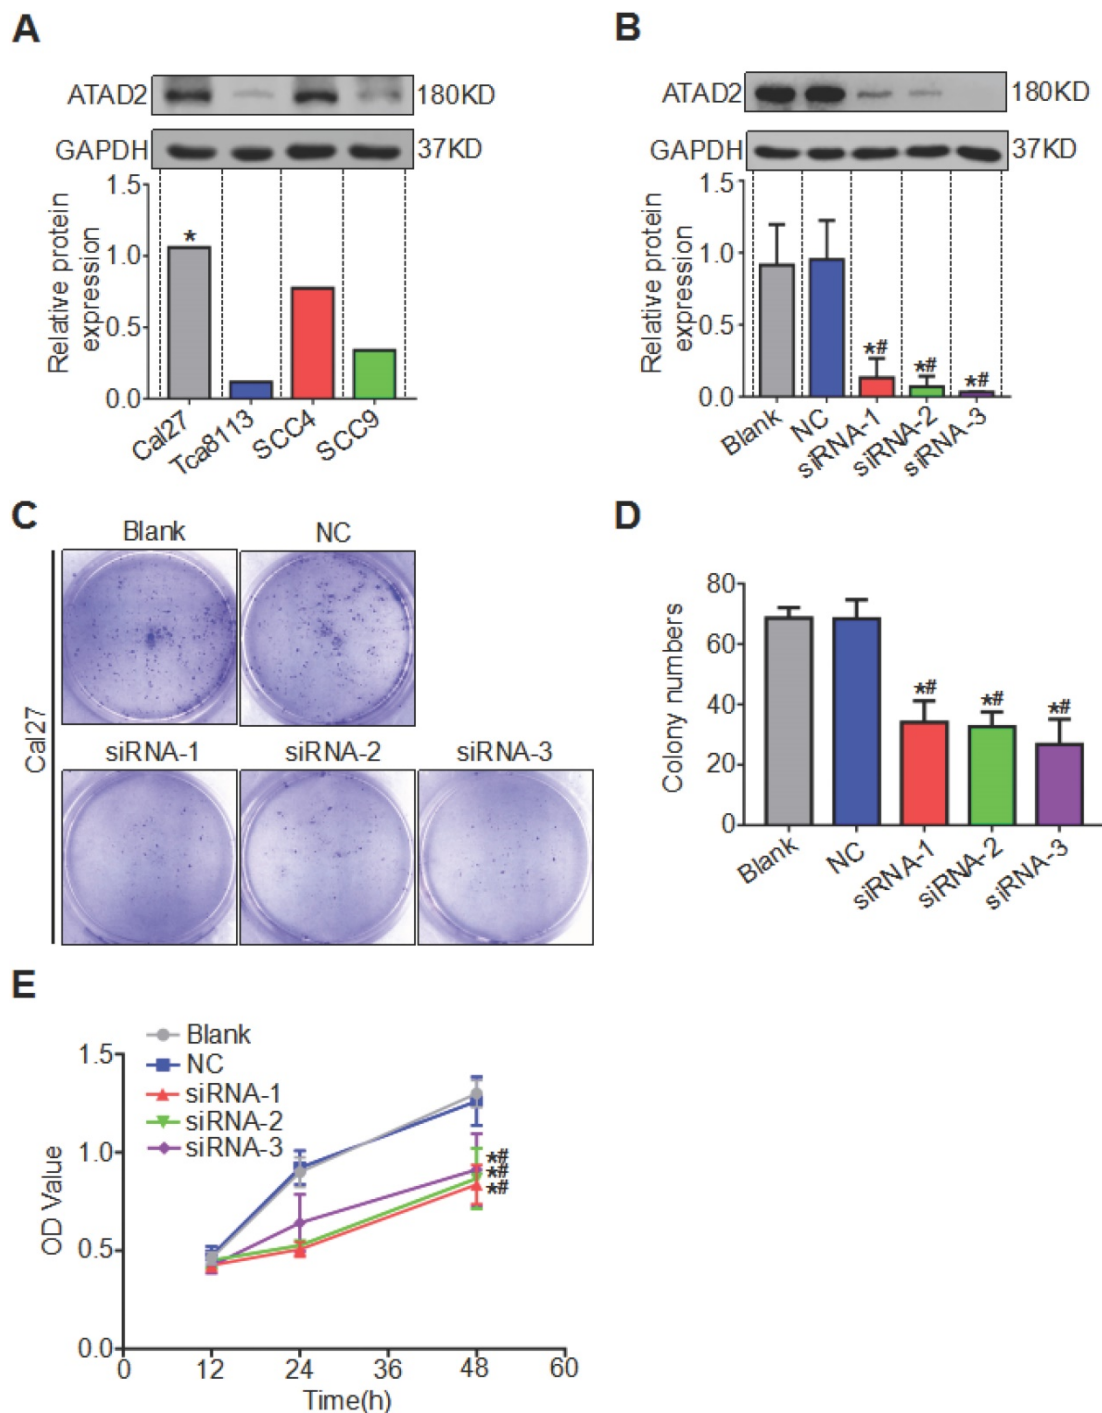 A
ATAD2 180KD
GAPDH 37KD
Relative protein
expression
1.5
1.0
0.5
0.0
*
Cal27
Tca8113
SCC4
SCC9
B
ATAD2 180KD
GAPDH 37KD
Relative protein
expression
1.5
1.0
0.5
0.0
*#
*#
*#
Blank
NC
siRNA-1
siRNA-2
siRNA-3
C
Cal27
Blank NC
siRNA-1 siRNA-2 siRNA-3
D
Colony numbers
80
60
40
20
0
*#
*#
*#
Blank
NC
siRNA-1
siRNA-2
siRNA-3
E
Blank
NC
siRNA-1
siRNA-2
siRNA-3
OD Value
1.5
1.0
0.5
0.0
*#
*#
*#
0 12 24 36 48 60
Time(h)